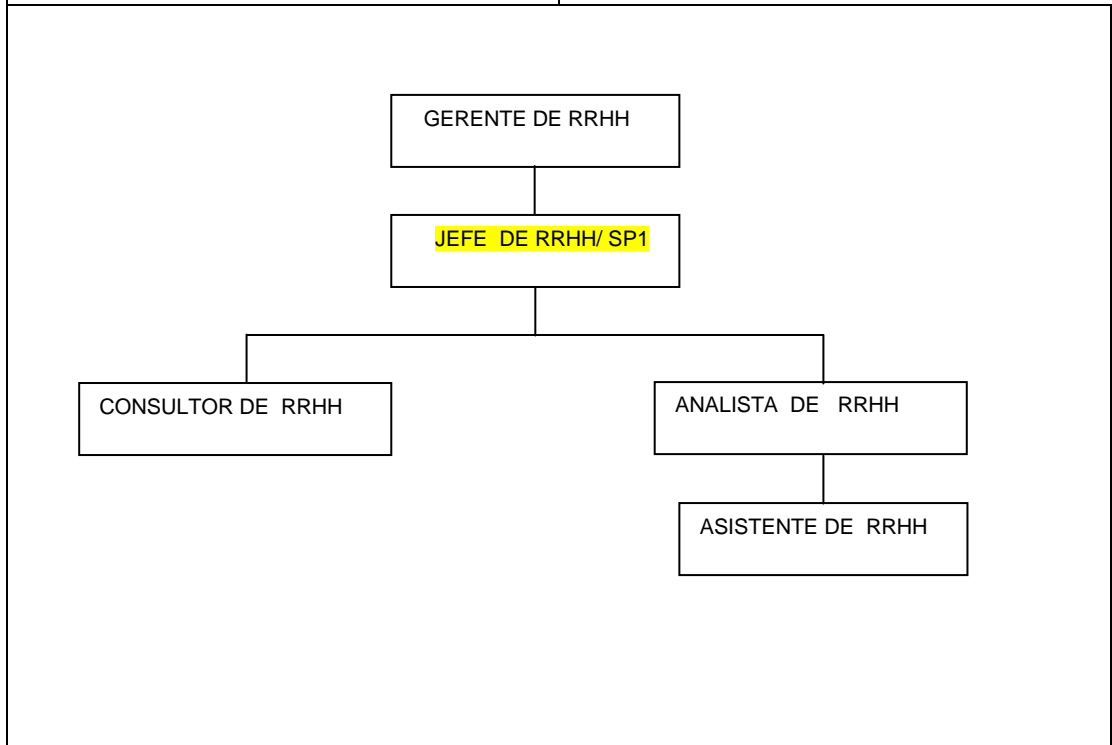 GERENTE DE RRHH
JEFE DE RRHH/ SP1
CONSULTOR DE RRHH
ANALISTA DE RRHH
ASISTENTE DE RRHH